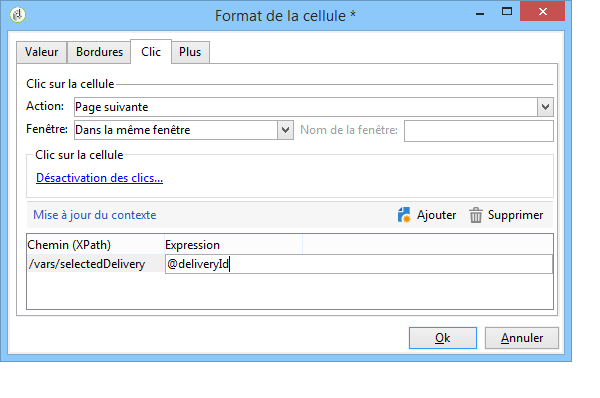 Format de la cellule *
Valeur Bordures Clic Plus
Clic sur la cellule
Action: Page suivante
Fenêtre: Dans la même fenêtre Nom de la fenêtre:
Clic sur la cellule
Désactivation des clics...
Mise à jour du contexte Ajouter Supprimer
Chemin (XPath) Expression
/vars/selectedDelivery @deliveryId
Ok Annuler